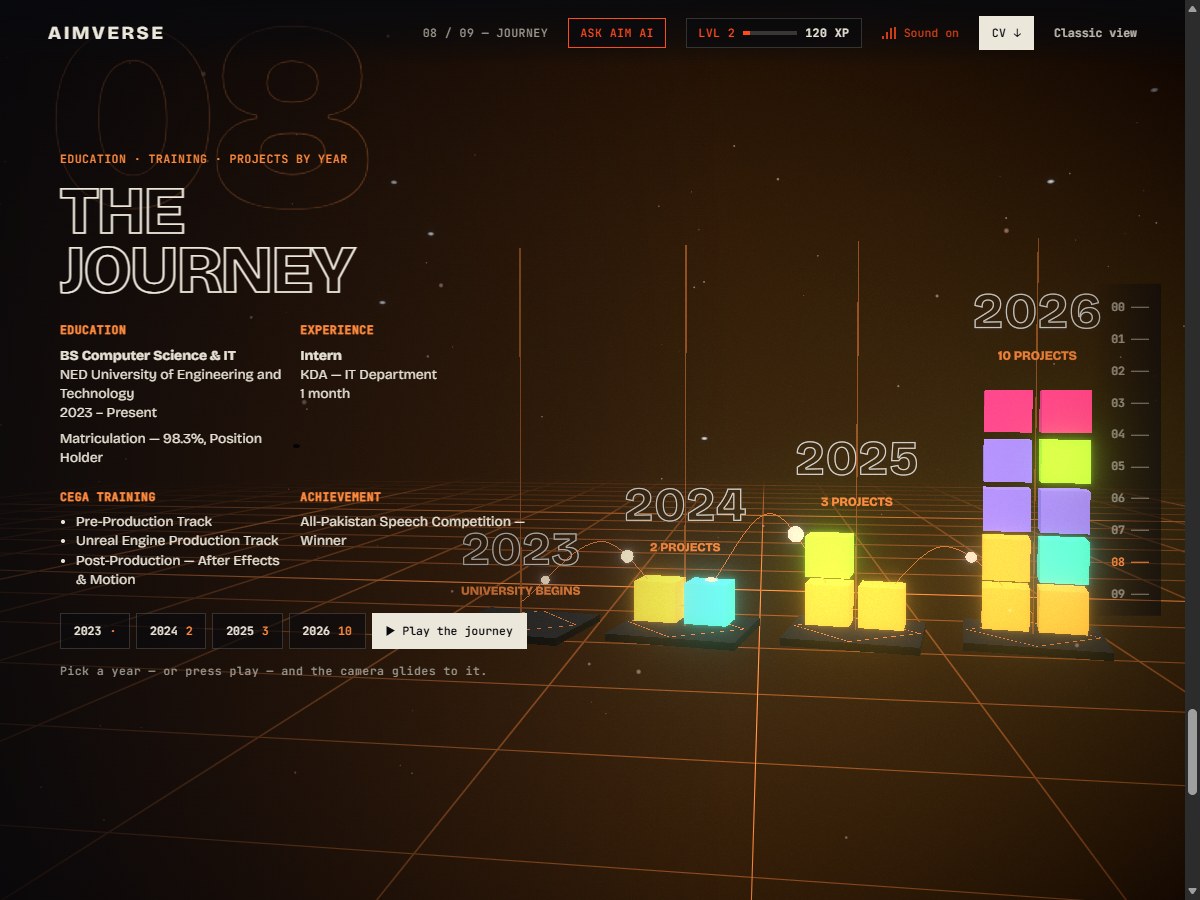 AIMVERSE
08 / 09 — JOURNEY
ASK AIM AI
LVL 2
120 XP
Sound on
CV ↓
Classic view
08
EDUCATION · TRAINING · PROJECTS BY YEAR
THE
JOURNEY
EDUCATION
BS Computer Science & IT
NED University of Engineering and
Technology
2023 – Present
Matriculation — 98.3%, Position
Holder
EXPERIENCE
Intern
KDA — IT Department
1 month
CEGA TRAINING
• Pre-Production Track
• Unreal Engine Production Track
• Post-Production — After Effects
& Motion
ACHIEVEMENT
All-Pakistan Speech Competition —
Winner
2023 ·
2024 2
2025 3
2026 10
▶ Play the journey
Pick a year — or press play — and the camera glides to it.
2023
· UNIVERSITY BEGINS
2024
2 PROJECTS
2025
3 PROJECTS
2026
10 PROJECTS
00
01
02
03
04
05
06
07
08
09